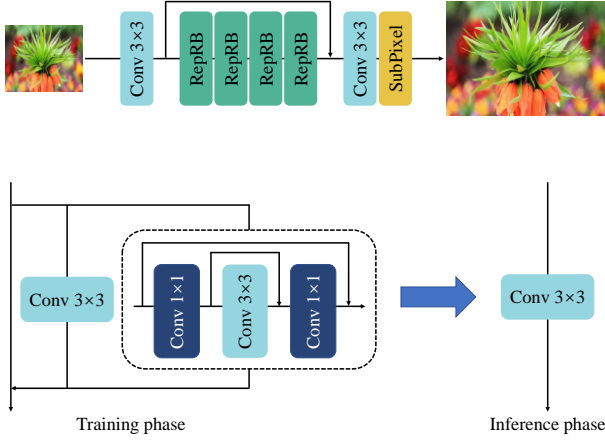 Conv 3×3
RepRB
RepRB
RepRB
RepRB
Conv 3×3
SubPixel
Conv 3×3
Conv 1×1
Conv 3×3
Conv 1×1
Conv 3×3
Training phase
Inference phase